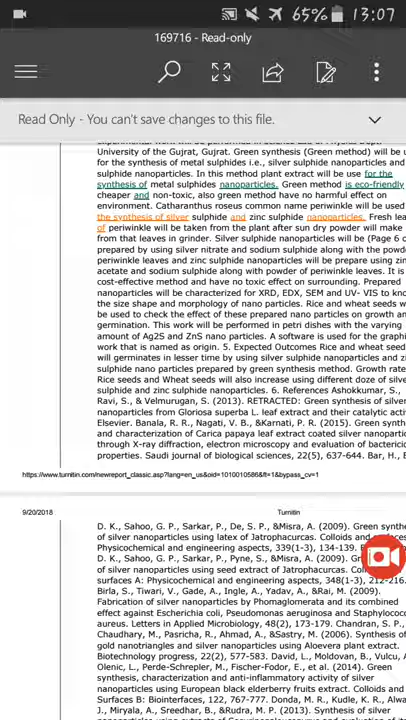 65% 13:07
169716 - Read-only
Read Only - You can't save changes to this file.
University of the Gujrat, Gujrat. Green synthesis (Green method) will be
for the synthesis of metal sulphides i.e., silver sulphide nanoparticles and
sulphide nanoparticles. In this method plant extract will be use for the
synthesis of metal sulphides nanoparticles. Green method is eco-friendly
cheaper and non-toxic, also green method have no harmful effect on
environment. Catharanthus roseus common name periwinkle will be used
the synthesis of silver sulphide and zinc sulphide nanoparticles. Fresh lea
of periwinkle will be taken from the plant after sun dry powder will make
from that leaves in grinder. Silver sulphide nanoparticles will be (Page 6 o
prepared by using silver nitrate and sodium sulphide along with the powd
periwinkle leaves and zinc sulphide nanoparticles will be prepare using zin
acetate and sodium sulphide along with powder of periwinkle leaves. It is
cost-effective method and have no toxic effect on surrounding. Prepared
nanoparticles will be characterized for XRD, EDX, SEM and UV- VIS to kno
the size shape and morphology of nano particles. Rice and wheat seeds w
be used to check the effect of these prepared nano particles on growth an
germination. This work will be performed in petri dishes with the varying
amount of Ag2S and ZnS nano particles. A software is used for the graphi
work that is named as origin. 5. Expected Outcomes Rice and wheat seed
will germinates in lesser time by using silver sulphide nanoparticles and zi
sulphide nano particles prepared by green synthesis method. Growth rate
Rice seeds and Wheat seeds will also increase using different doze of silve
sulphide and zinc sulphide nanoparticles. 6. References Ashokkumar, S.,
Ravi, S., & Velmurugan, S. (2013). RETRACTED: Green synthesis of silver
nanoparticles from Gloriosa superba L. leaf extract and their catalytic acti
Elsevier. Banala, R. R., Nagati, V. B., &Karnati, P. R. (2015). Green synth
and characterization of Carica papaya leaf extract coated silver nanopartic
through X-ray diffraction, electron microscopy and evaluation of bacteric
properties. Saudi journal of biological sciences, 22(5), 637-644. Bar, H.,
https://www.turnitin.com/newreport_classic.asp?lang=en_us&oid=1010010586&ft=1&bypass_cv=1
9/20/2018 Turnitin
D. K., Sahoo, G. P., Sarkar, P., De, S. P., &Misra, A. (2009). Green synthe
of silver nanoparticles using latex of Jatrophacurcas. Colloids and
Physicochemical and engineering aspects, 339(1-3), 134-139.
D. K., Sahoo, G. P., Sarkar, P., Pyne, S., &Misra, A. (2009).
of silver nanoparticles using seed extract of Jatrophacurcas.
surfaces A: Physicochemical and engineering aspects, 348(1-3), 212-216.
Birla, S., Tiwari, V., Gade, A., Ingle, A., Yadav, A., &Rai, M. (2009).
Fabrication of silver nanoparticles by Phomaglomerata and its combined
effect against Escherichia coli, Pseudomonas aeruginosa and Staphylococc
aureus. Letters in Applied Microbiology, 48(2), 173-179. Chandran, S. P.,
Chaudhary, M., Pasricha, R., Ahmad, A., &Sastry, M. (2006). Synthesis of
gold nanotriangles and silver nanoparticles using Aloevera plant extract.
Biotechnology progress, 22(2), 577-583. David, L., Moldovan, B., Vulcu, A
Olenic, L., Perde-Schrepler, M., Fischer-Fodor, E., et al. (2014). Green
synthesis, characterization and anti-inflammatory activity of silver
nanoparticles using European black elderberry fruits extract. Colloids and
Surfaces B: Biointerfaces, 122, 767-777. Donda, M. R., Kudle, K. R., Alwa
J., Miryala, A., Sreedhar, B., &Rudra, M. P. (2013). Synthesis of silver